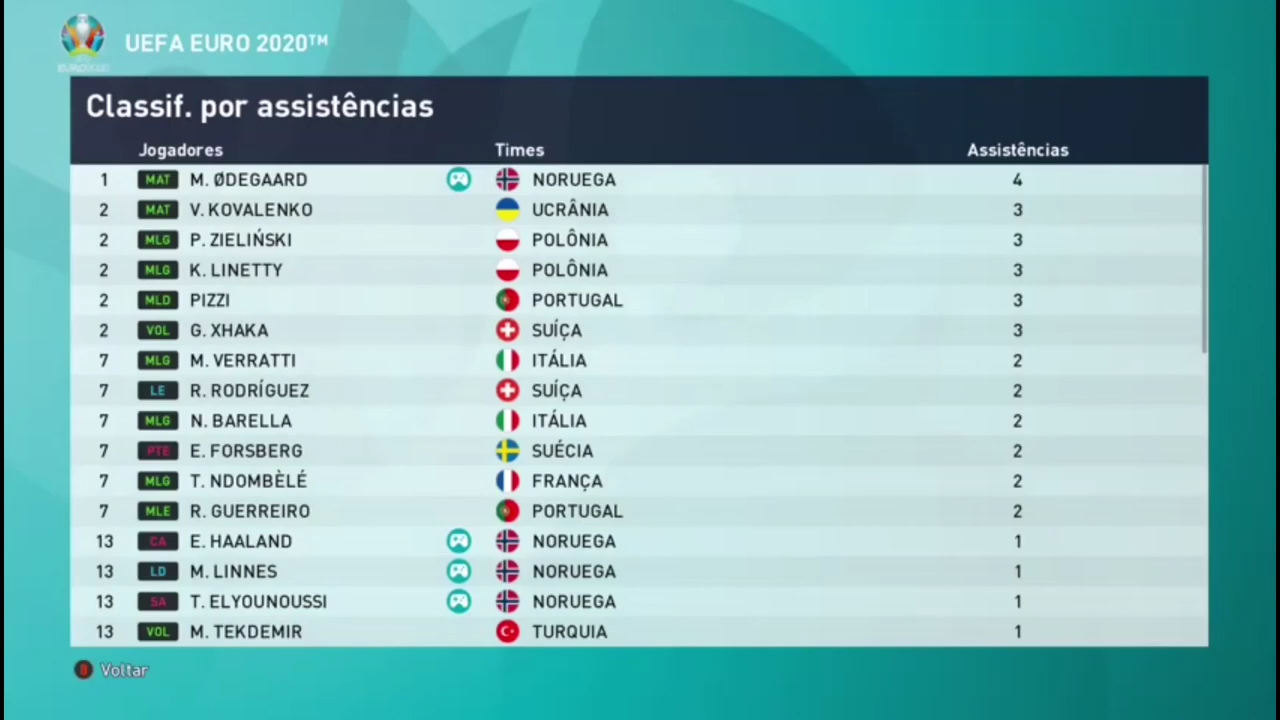 UEFA EURO 2020™
Classif. por assistências
Jogadores Times Assistências
1 MAT M. ØDEGAARD NORUEGA 4
2 MAT V. KOVALENKO UCRÂNIA 3
2 MLG P. ZIELIŃSKI POLÔNIA 3
2 MLG K. LINETTY POLÔNIA 3
2 MLD PIZZI PORTUGAL 3
2 VOL G. XHAKA SUÍÇA 3
7 MLG M. VERRATTI ITÁLIA 2
7 LE R. RODRÍGUEZ SUÍÇA 2
7 MLG N. BARELLA ITÁLIA 2
7 PTE E. FORSBERG SUÉCIA 2
7 MLG T. NDOMBÈLÉ FRANÇA 2
7 MLE R. GUERREIRO PORTUGAL 2
13 CA E. HAALAND NORUEGA 1
13 LD M. LINNES NORUEGA 1
13 SA T. ELYOUNOUSSI NORUEGA 1
13 VOL M. TEKDEMIR TURQUIA 1
B Voltar